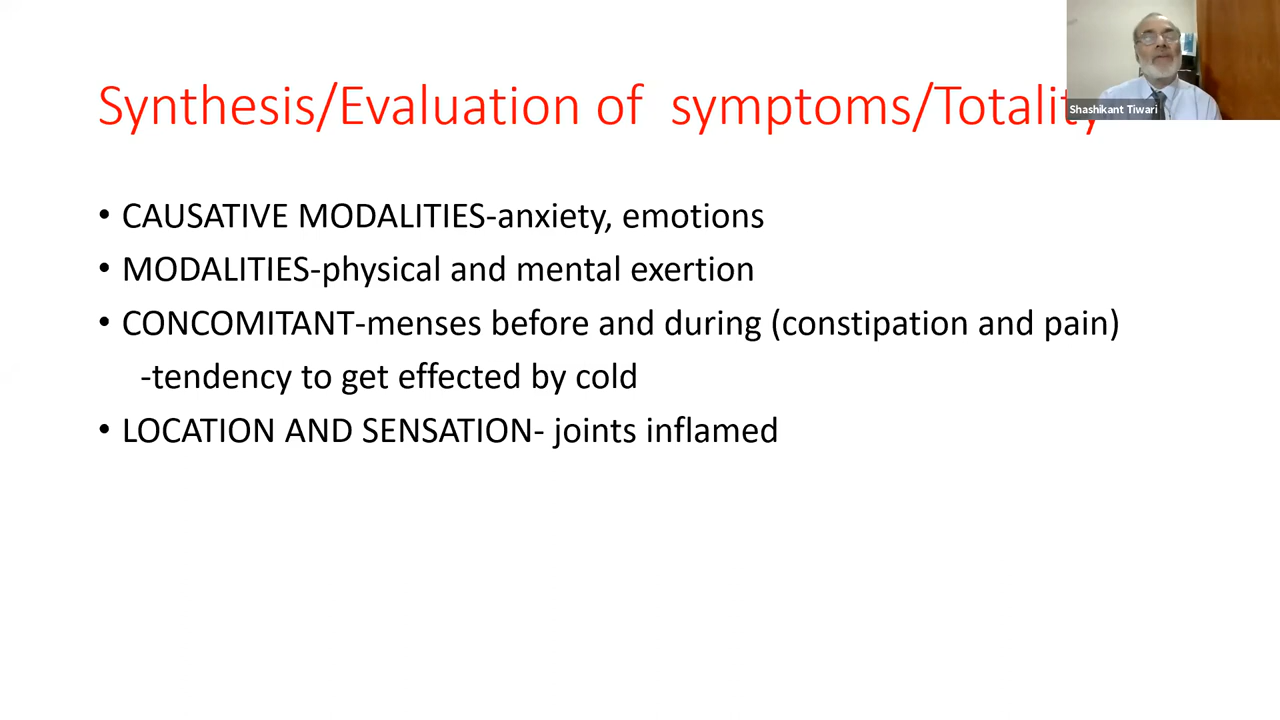 Synthesis/Evaluation of symptoms/Totality
Shashikant Tiwari
• CAUSATIVE MODALITIES-anxiety, emotions
• MODALITIES-physical and mental exertion
• CONCOMITANT-menses before and during (constipation and pain)
-tendency to get effected by cold
• LOCATION AND SENSATION- joints inflamed